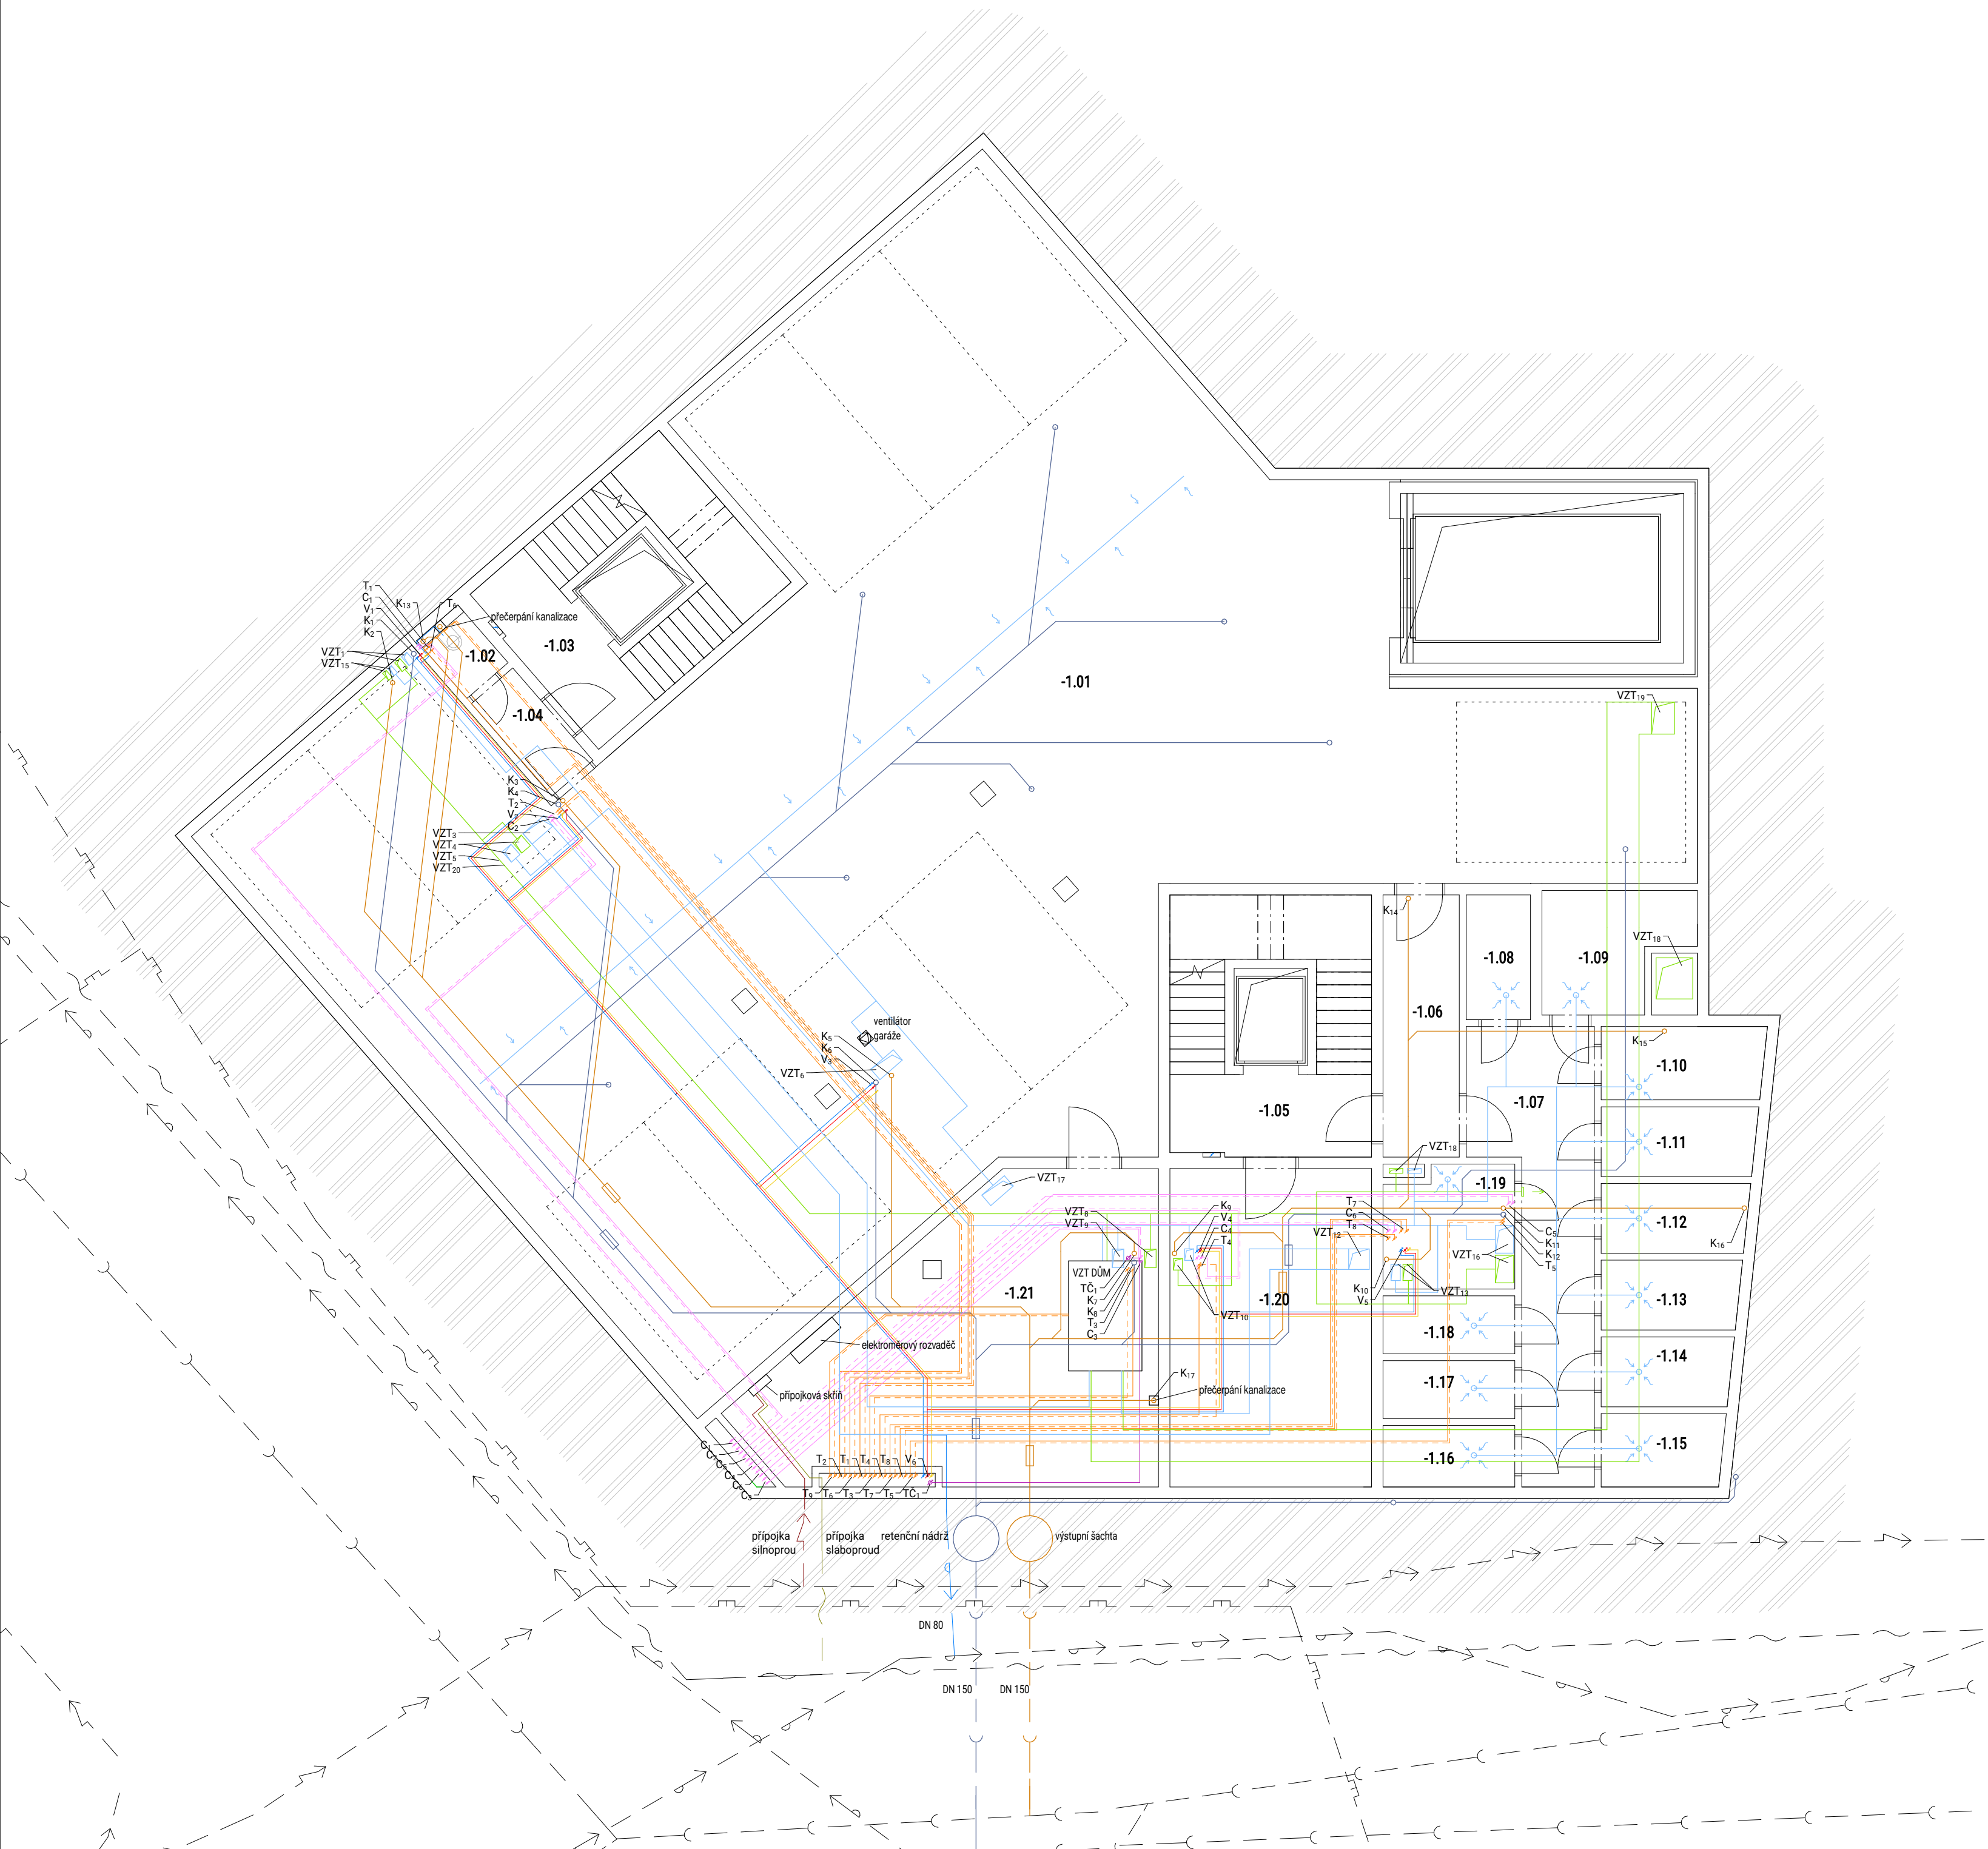 T₁
C₁
V₁
K₁
K₂
K₁₃
T₆
přečerpání kanalizace
VZT₁
VZT₁₅
-1.02
-1.03
-1.04
-1.01
VZT₁₉
K₃
K₄
T₂
V₂
C₂
VZT₃
VZT₄
VZT₅
VZT₂₀
K₁₄
VZT₁₈
-1.08
-1.09
-1.06
ventilátor
garáže
K₅
K₆
V₃
VZT₆
K₁₅
-1.10
-1.07
-1.05
-1.11
VZT₁₈
VZT₁₇
-1.19
VZT₈
VZT₉
K₉
V₄
C₄
T₄
T₇
C₆
T₈
VZT₁₂
-1.12
C₅
K₁₁
K₁₂
T₅
K₁₆
VZT₁₆
VZT DŮM
TČ₁
K₇
K₈
T₃
C₃
-1.21
-1.20
VZT₁₀
K₁₀
V₅
VZT₁₃
-1.13
-1.18
elektroměrový rozvaděč
-1.14
-1.17
K₁₇
přečerpání kanalizace
přípojková skříň
-1.15
-1.16
C₁
C₂
C₅
C₄
C₆
C₃
T₂
T₁
T₄
T₈
V₆
T₉
T₆
T₃
T₇
T₅
TČ₁
přípojka
silnoprou
přípojka
slaboproud
retenční nádrž
výstupní šachta
DN 80
DN 150
DN 150